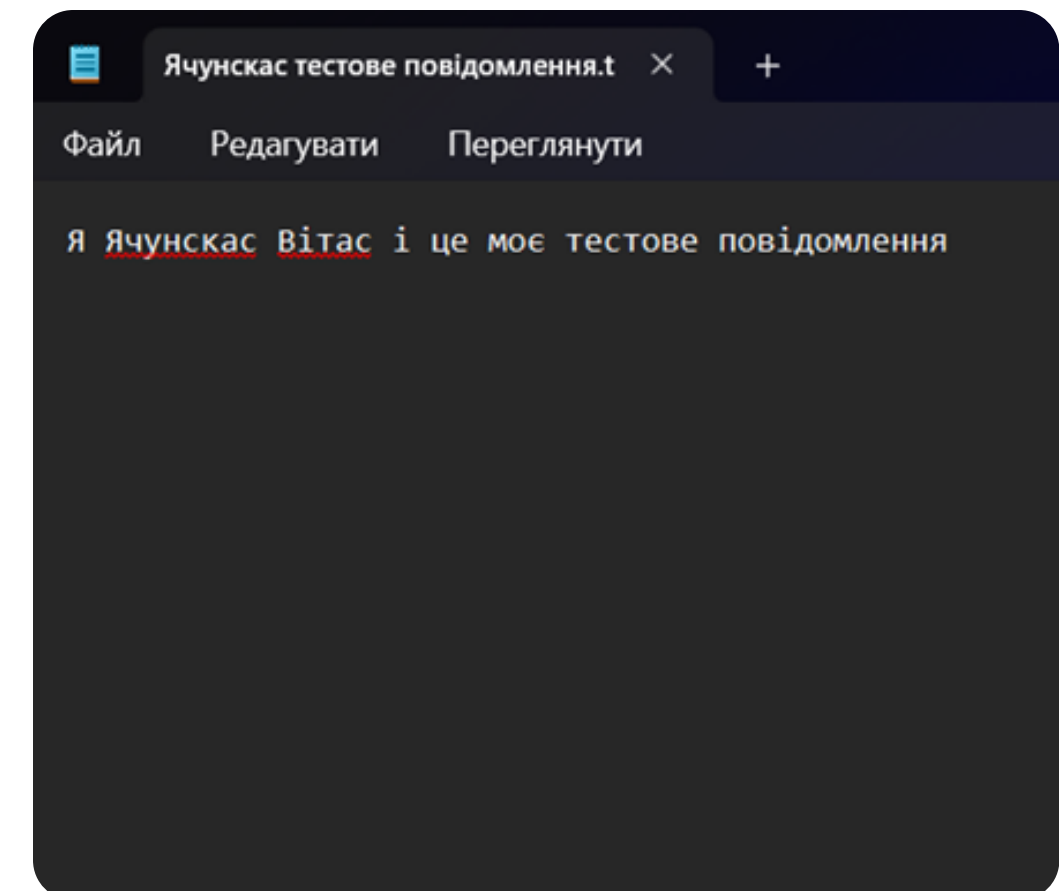 Ячунскас тестове повідомлення.t
Файл Редагувати Переглянути
Я Ячунскас Вітас і це моє тестове повідомлення